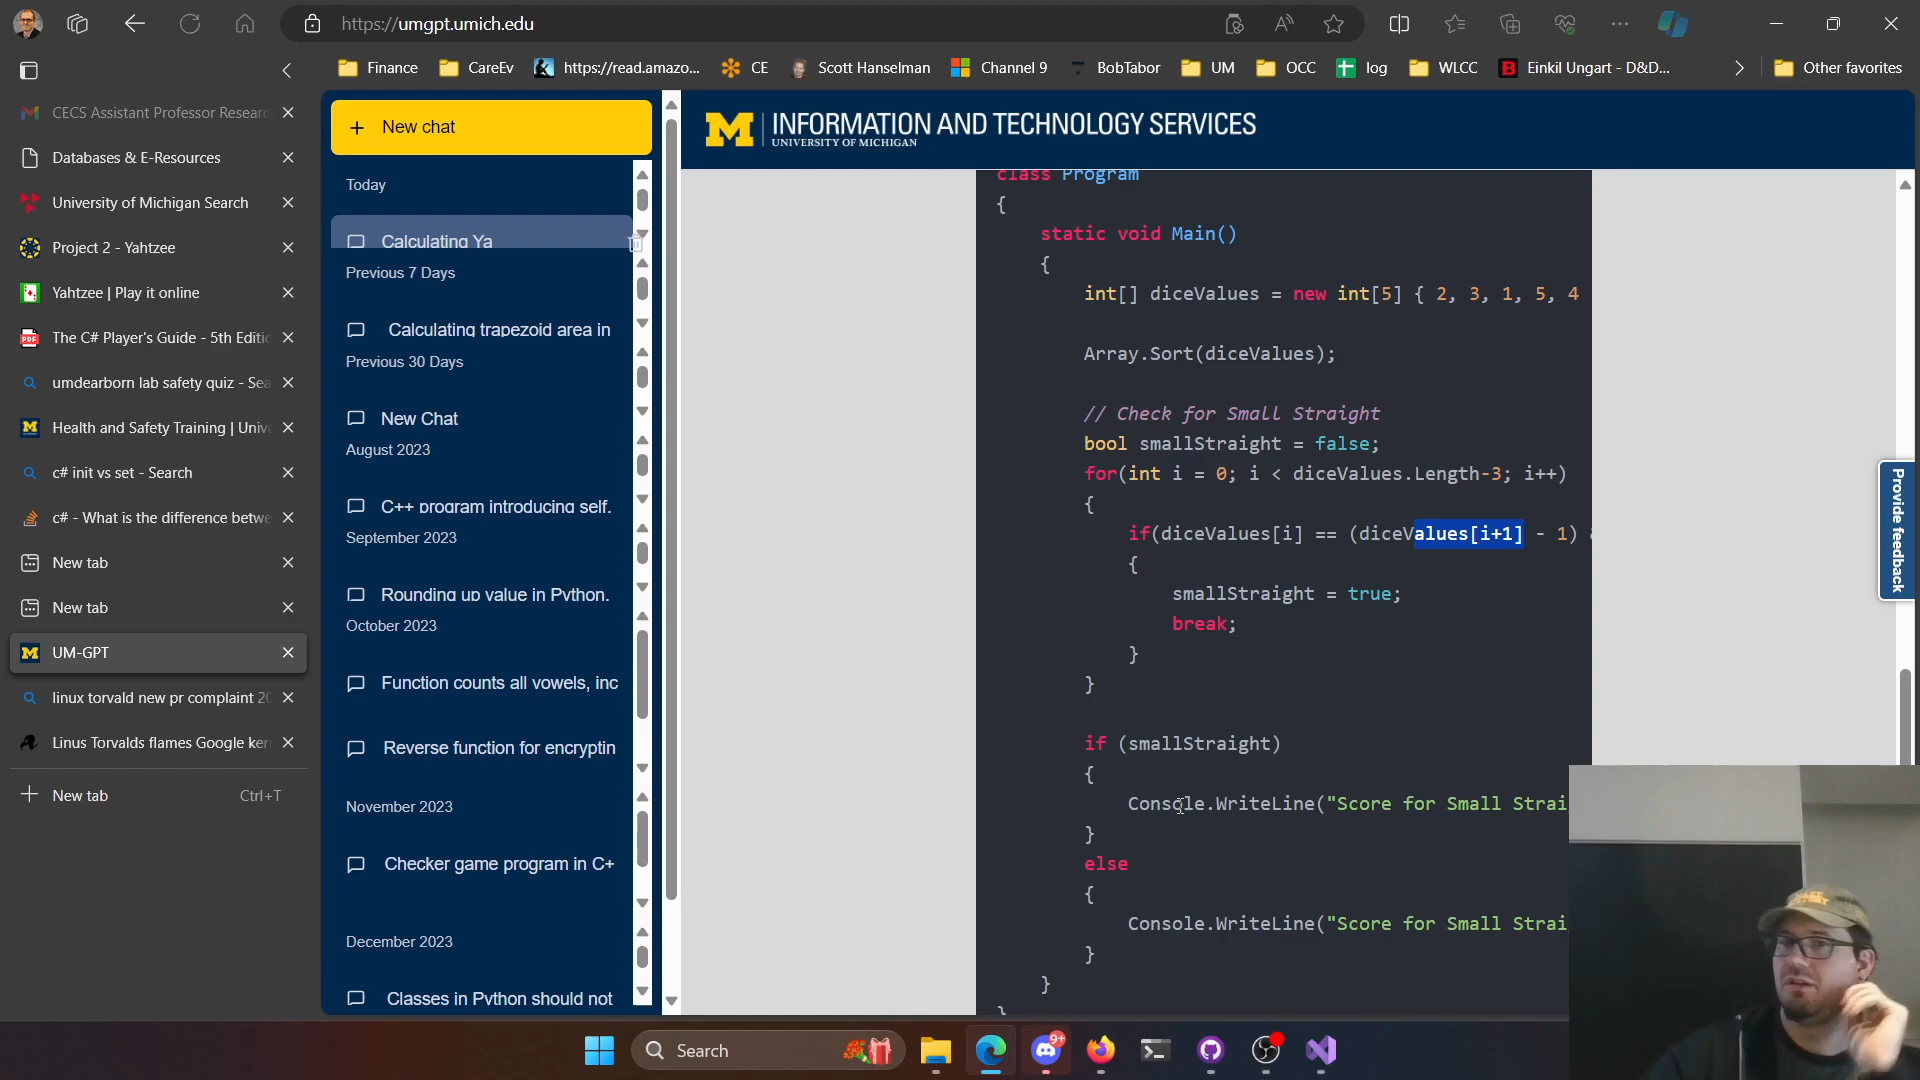 https://umgpt.umich.edu
Finance
CareEv
https://read.amazo...
CE
Scott Hanselman
Channel 9
BobTabor
UM
OCC
log
WLCC
Einkil Ungart - D&D...
Other favorites
CECS Assistant Professor Researc
Databases & E-Resources
University of Michigan Search
Project 2 - Yahtzee
Yahtzee | Play it online
The C# Player's Guide - 5th Editio
umdearborn lab safety quiz - Sea
Health and Safety Training | Unive
c# init vs set - Search
c# - What is the difference betwe
New tab
New tab
UM-GPT
linux torvald new pr complaint 20
Linus Torvalds flames Google ker
New tab
Ctrl+T
+ New chat
Today
Calculating Ya
Previous 7 Days
Calculating trapezoid area in
Previous 30 Days
New Chat
August 2023
C++ program introducing self.
September 2023
Rounding up value in Python.
October 2023
Function counts all vowels, inc
Reverse function for encryptin
November 2023
Checker game program in C+
December 2023
Classes in Python should not
M INFORMATION AND TECHNOLOGY SERVICES
UNIVERSITY OF MICHIGAN
class Program
{
static void Main()
{
int[] diceValues = new int[5] { 2, 3, 1, 5, 4
Array.Sort(diceValues);
// Check for Small Straight
bool smallStraight = false;
for(int i = 0; i < diceValues.Length-3; i++)
{
if(diceValues[i] == (diceValues[i+1] - 1)
{
smallStraight = true;
break;
}
}
if (smallStraight)
{
Console.WriteLine("Score for Small Strai
}
else
{
Console.WriteLine("Score for Small Strai
}
}
Provide feedback
Search
9+